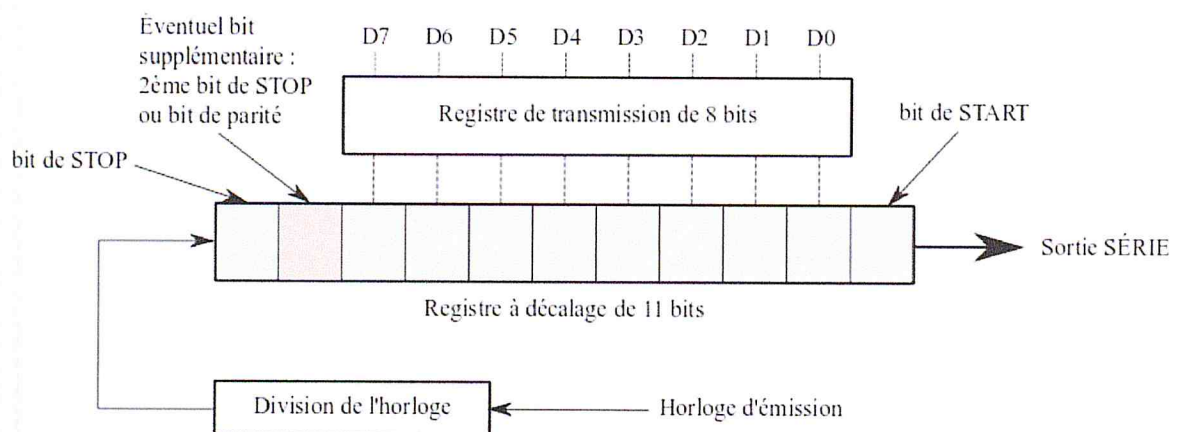 Éventuel bit
supplémentaire :
2ème bit de STOP
ou bit de parité
D7 D6 D5 D4 D3 D2 D1 D0
Registre de transmission de 8 bits
bit de START
bit de STOP
Sortie SÉRIE
Registre à décalage de 11 bits
Division de l'horloge
Horloge d'émission